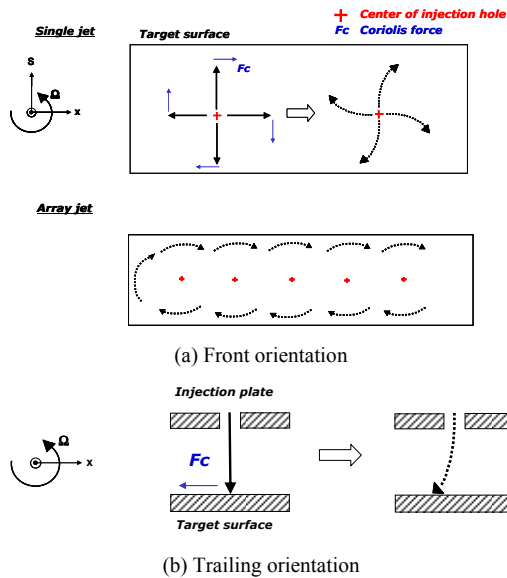 + Center of injection hole
Fc Coriolis force
Single jet
Target surface
S
Ω
x
Fc
Array jet
(a) Front orientation
Injection plate
Ω
x
Fc
Target surface
(b) Trailing orientation